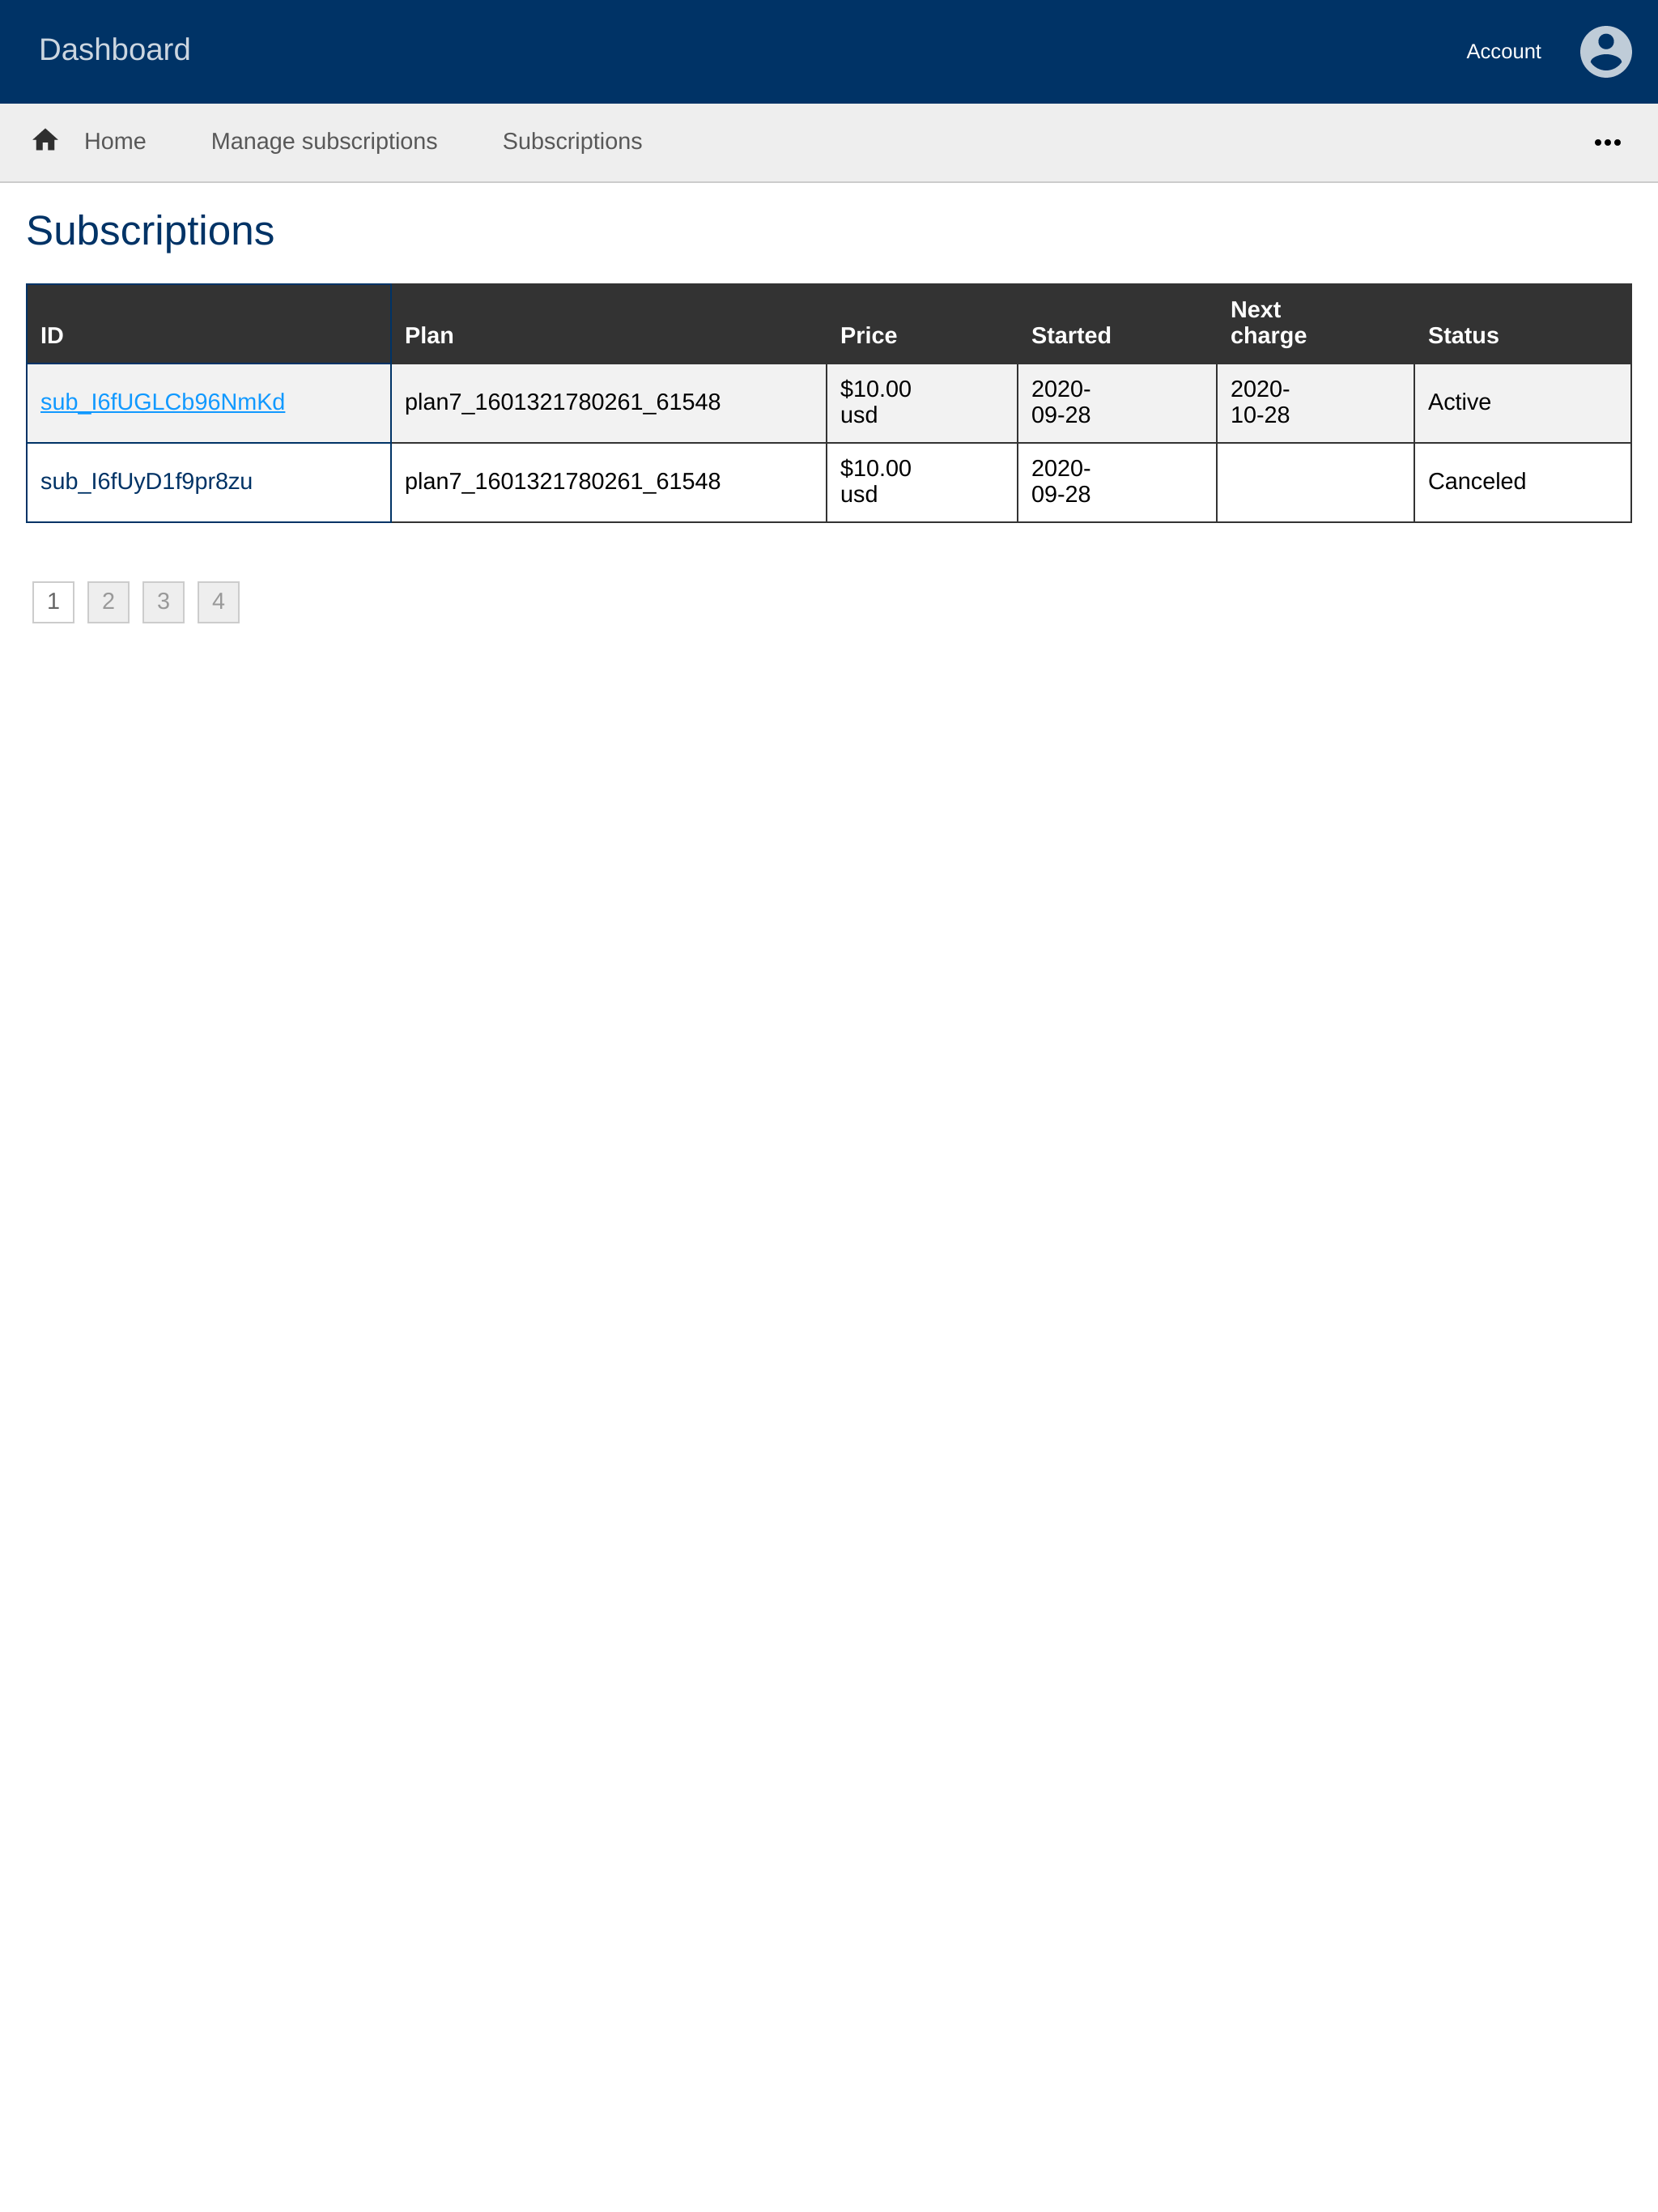 Dashboard
Account
Home Manage subscriptions Subscriptions
Subscriptions
ID Plan Price Started Next charge Status
sub_I6fUGLCb96NmKd plan7_1601321780261_61548 $10.00 usd 2020-09-28 2020-10-28 Active
sub_I6fUyD1f9pr8zu plan7_1601321780261_61548 $10.00 usd 2020-09-28 Canceled
1 2 3 4